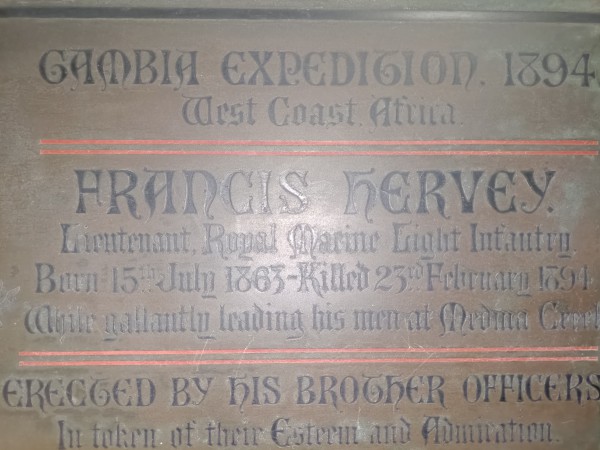 GAMBIA EXPEDITION. 1894
West Coast. Africa.
FRANCIS HERVEY.
Lieutenant, Royal Marine Light Infantry.
Born 15th July 1863-Killed 23rd February 1894
While gallantly leading his men at Medina
ERECTED BY HIS BROTHER OFFICERS
In token of their Esteem and Admiration.